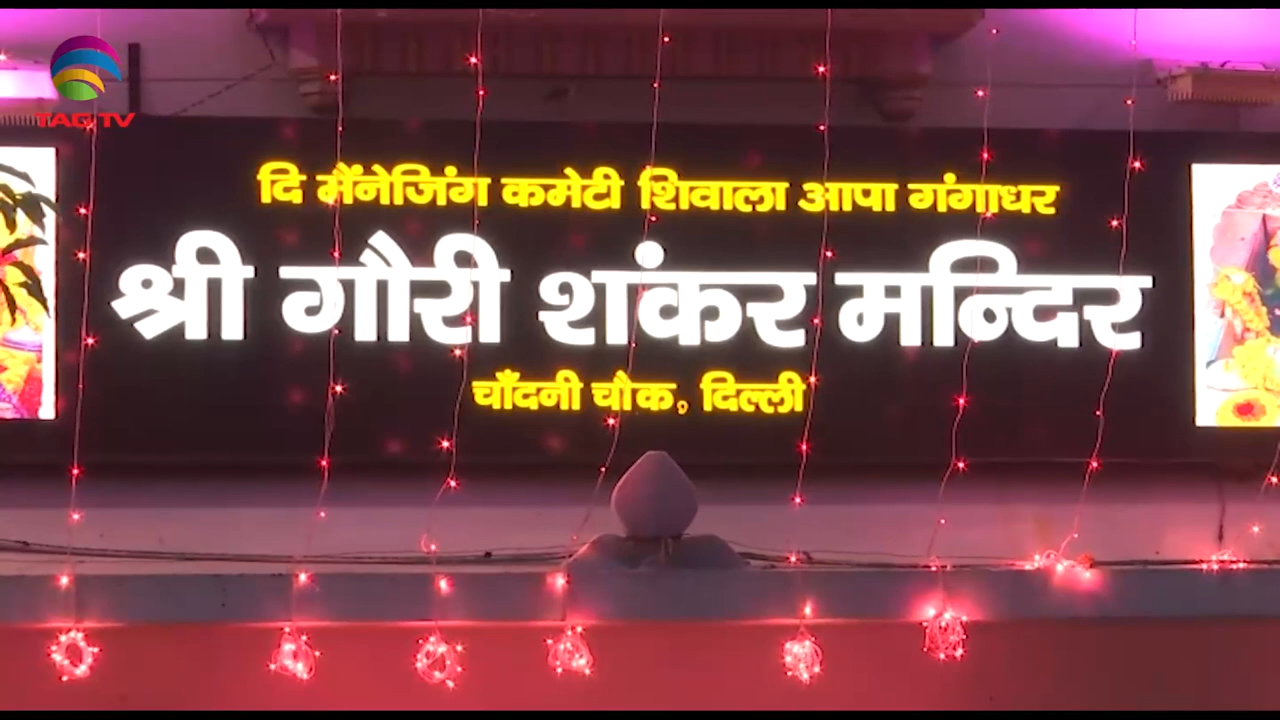 TAG TV
दि मैंनेजिंग कमेटी शिवाला आपा गंगाधर
श्री गौरी शंकर मन्दिर
चाँदनी चौक, दिल्ली